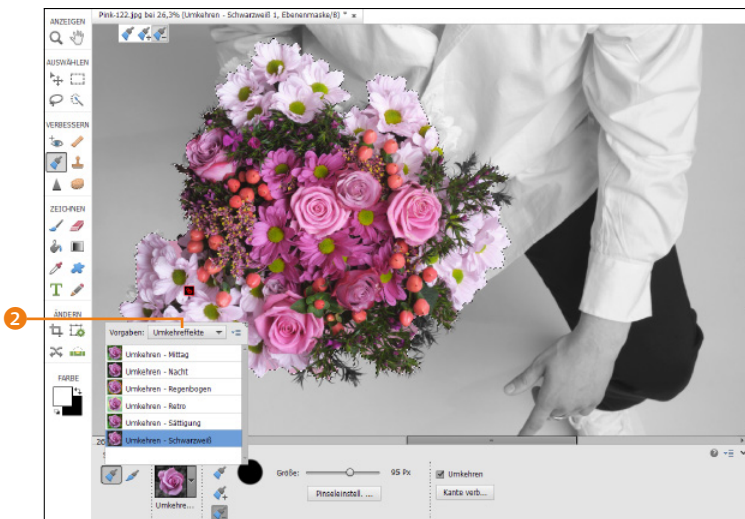 Pink-122.jpg bei 26,3% (Umkehren - Schwarzweiß 1, Ebenenmaske/8) * x
ANZEIGEN
AUSWÄHLEN
VERBESSERN
ZEICHNEN
T
ÄNDERN
FARBE
2
Vorgaben: Umkehreffekte
Umkehren - Mittag
Umkehren - Nacht
Umkehren - Regenbogen
Umkehren - Retro
Umkehren - Sättigung
Umkehren - Schwarzweiß
Umkehre...
Größe: 95 Px
Pinseleinstell. ...
Umkehren
Kante verb...